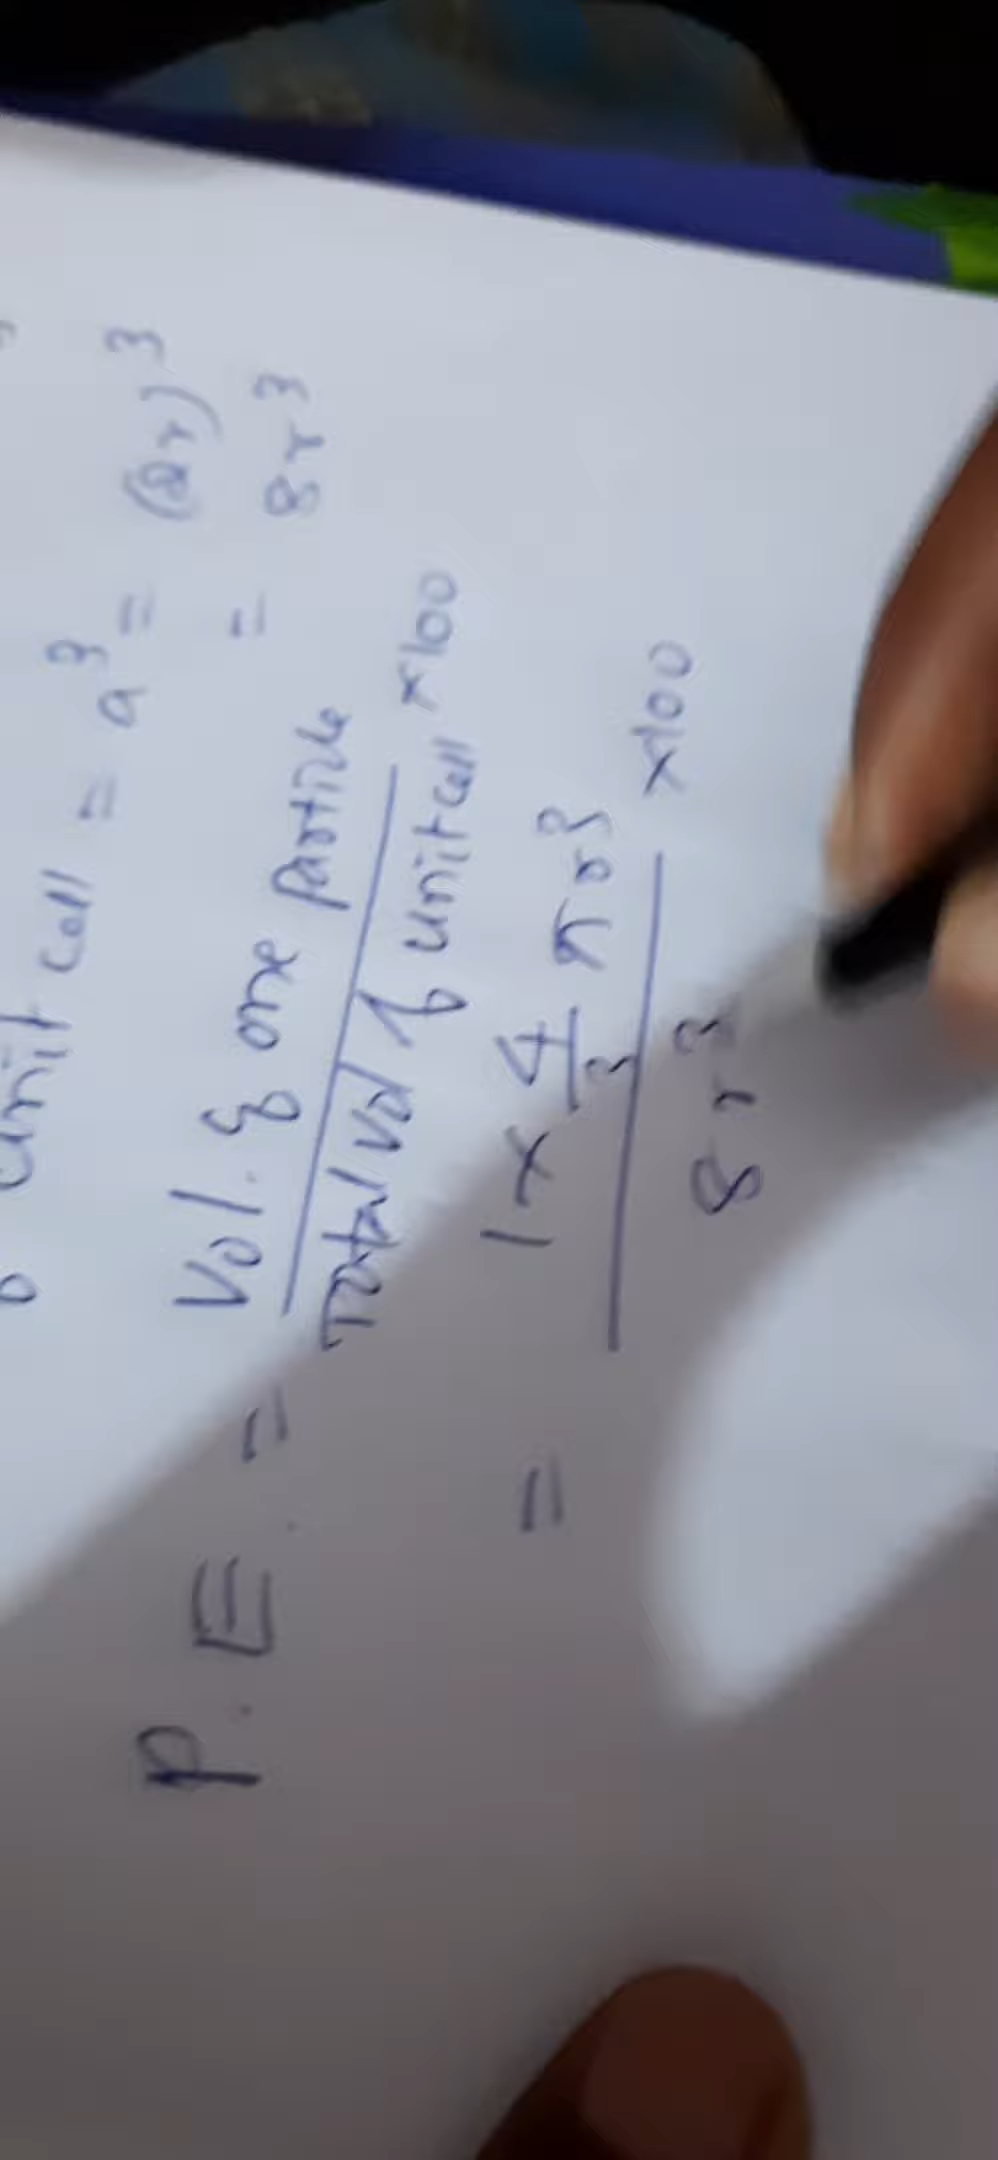 unit cell = a³ = (2r)³
= 8r³
P.E. = Vol. of one Particle / Total vol of unit cell ×100
= 1 × 4/3 πr³ / 8r³ ×100